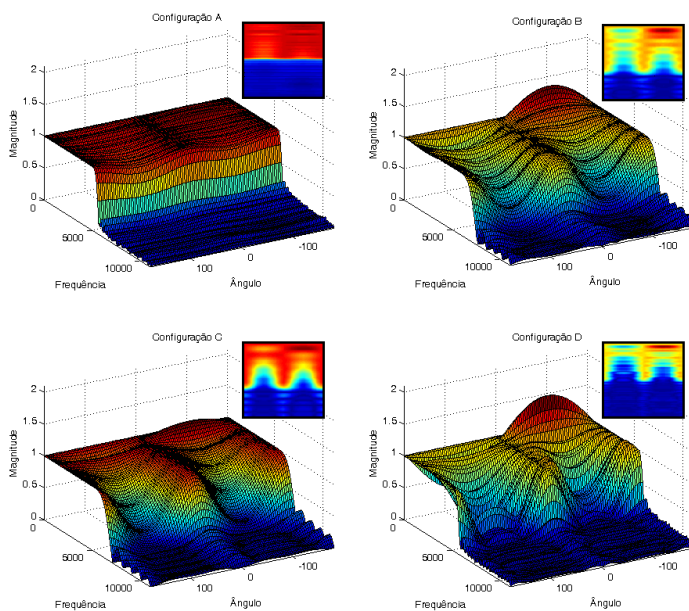 Configuração A
2
1.5
1
0.5
0
Magnitude
0
5000
10000
Frequência
100
0
-100
Ângulo
Configuração B
2
1.5
1
0.5
0
Magnitude
0
5000
10000
Frequência
100
0
-100
Ângulo
Configuração C
2
1.5
1
0.5
0
Magnitude
0
5000
10000
Frequência
100
0
-100
Ângulo
Configuração D
2
1.5
1
0.5
0
Magnitude
0
5000
10000
Frequência
100
0
-100
Ângulo